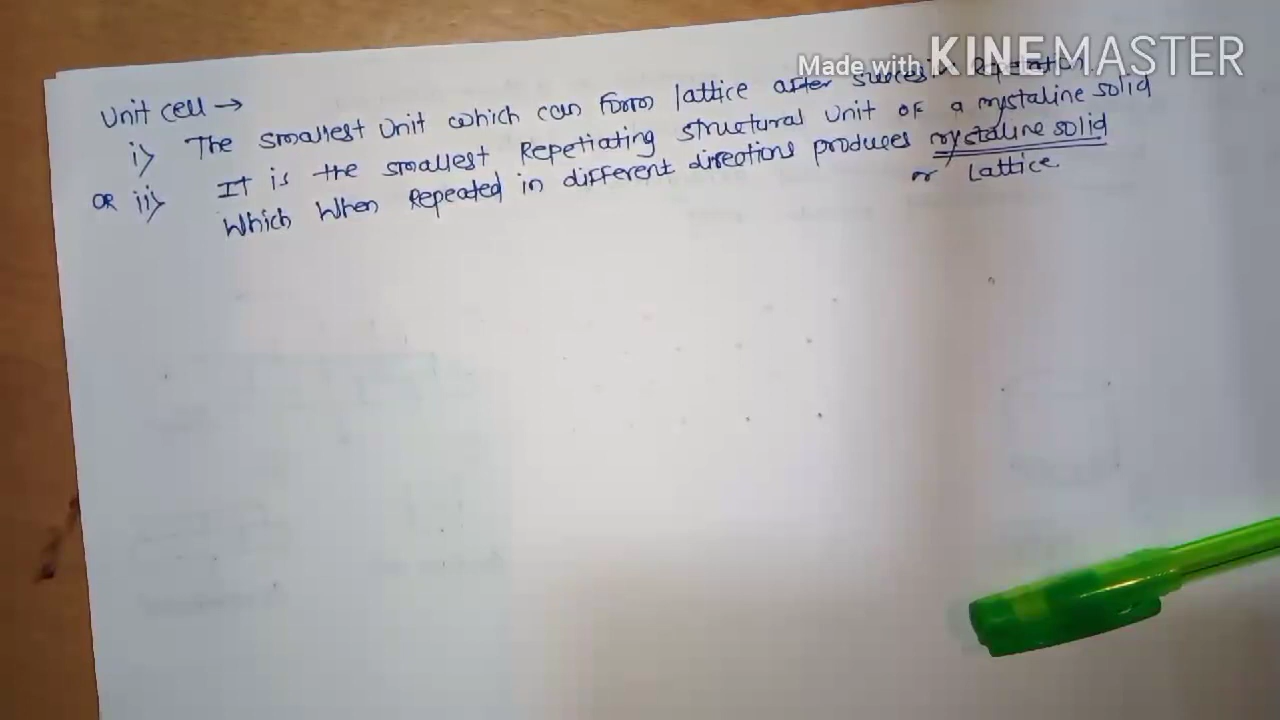 Made with KINEMASTER
Unit cell →
i) The smallest Unit which can form lattice after
OR ii) It is the smallest Repetiating structural Unit of a crystaline solid
Which When Repeated in different directions produces crystaline solid
or Lattice